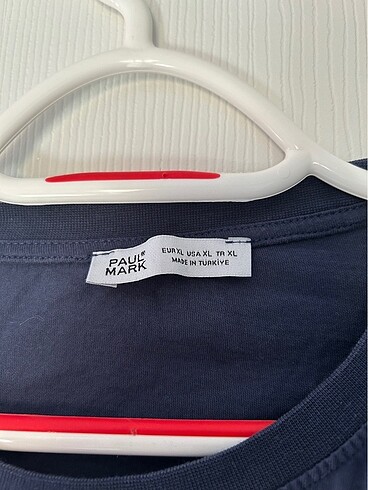 PAUL
MARK
EUR XL USA XL TR XL
MADE IN TÜRKİYE